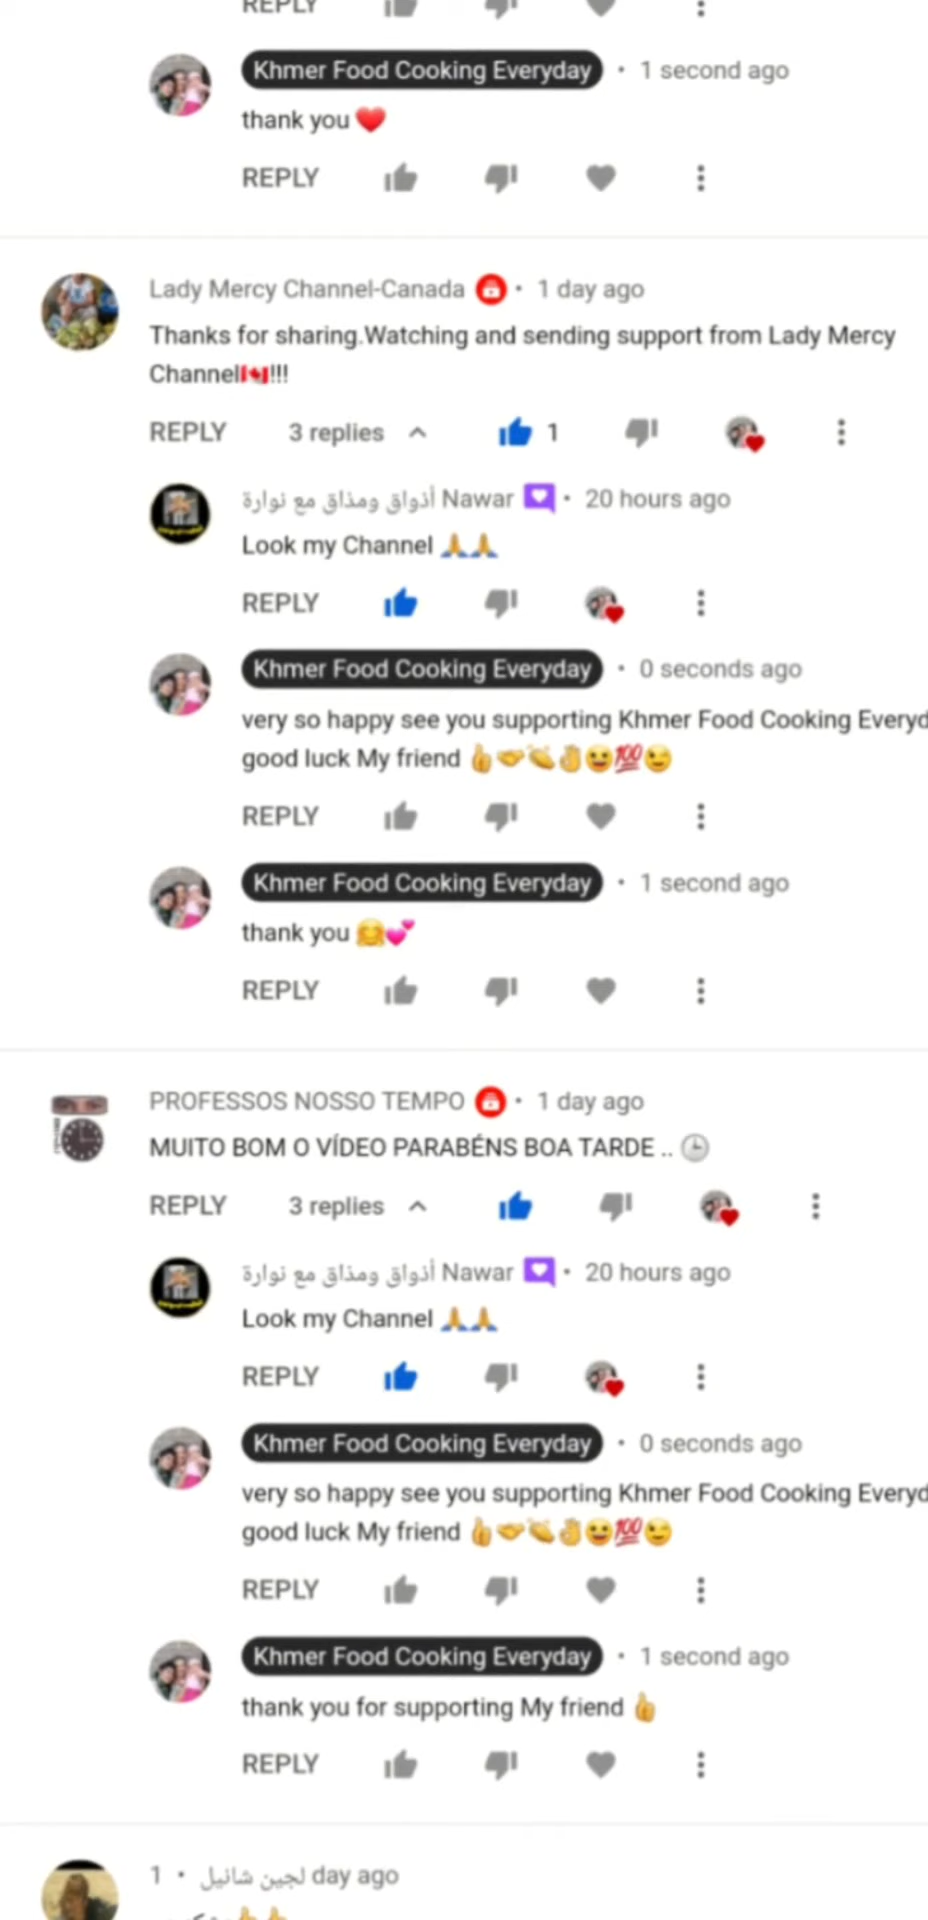 REPLY
Khmer Food Cooking Everyday • 1 second ago
thank you ❤️
REPLY
Lady Mercy Channel-Canada • 1 day ago
Thanks for sharing.Watching and sending support from Lady Mercy
Channel🇨🇦!!!
REPLY 3 replies 1
أذواق ومذاق مع نوارة Nawar • 20 hours ago
Look my Channel 🙏🙏
REPLY
Khmer Food Cooking Everyday • 0 seconds ago
very so happy see you supporting Khmer Food Cooking Everyd
good luck My friend 👍🤝👏👌😀💯😉
REPLY
Khmer Food Cooking Everyday • 1 second ago
thank you 🤗💕
REPLY
PROFESSOS NOSSO TEMPO • 1 day ago
MUITO BOM O VÍDEO PARABÉNS BOA TARDE .. 🕒
REPLY 3 replies
أذواق ومذاق مع نوارة Nawar • 20 hours ago
Look my Channel 🙏🙏
REPLY
Khmer Food Cooking Everyday • 0 seconds ago
very so happy see you supporting Khmer Food Cooking Everyd
good luck My friend 👍🤝👏👌😀💯😉
REPLY
Khmer Food Cooking Everyday • 1 second ago
thank you for supporting My friend 👍
REPLY
1 • لجين شانيل day ago